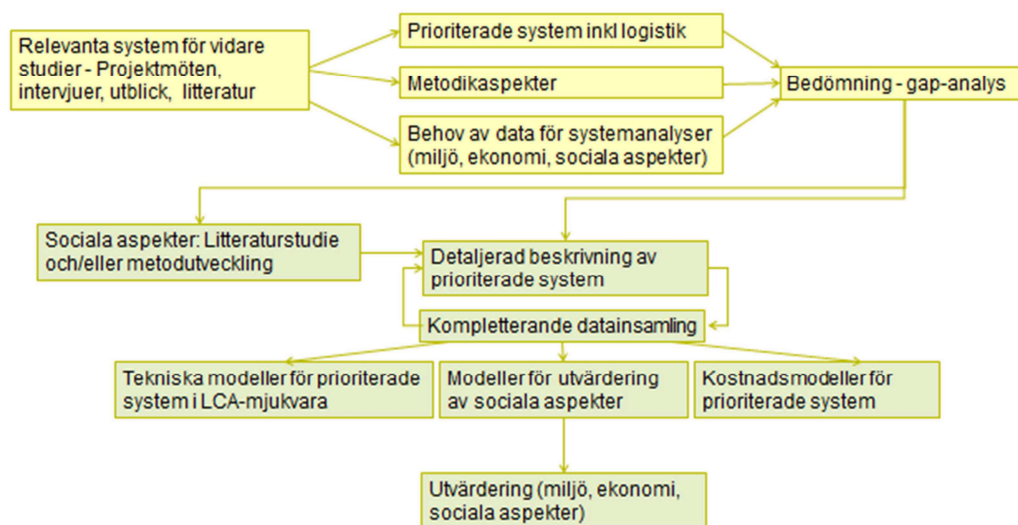 Relevanta system för vidare
studier - Projektmöten,
intervjuer, utblick, litteratur
Prioriterade system inkl logistik
Metodikaspekter
Behov av data för systemanalyser
(miljö, ekonomi, sociala aspekter)
Bedömning - gap-analys
Sociala aspekter: Litteraturstudie
och/eller metodutveckling
Detaljerad beskrivning av
prioriterade system
Kompletterande datainsamling
Tekniska modeller för prioriterade
system i LCA-mjukvara
Modeller för utvärdering
av sociala aspekter
Kostnadsmodeller för
prioriterade system
Utvärdering (miljö, ekonomi,
sociala aspekter)